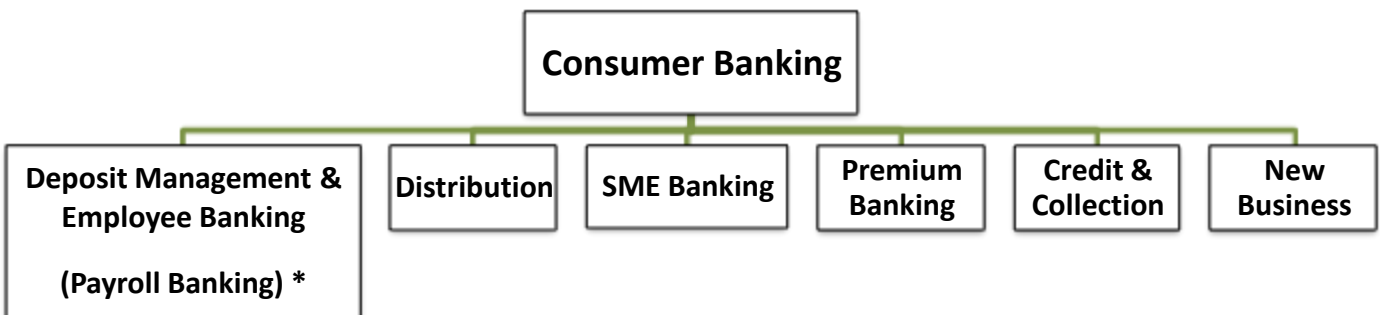 Consumer Banking
Deposit Management &
Employee Banking
(Payroll Banking) *
Distribution
SME Banking
Premium
Banking
Credit &
Collection
New
Business